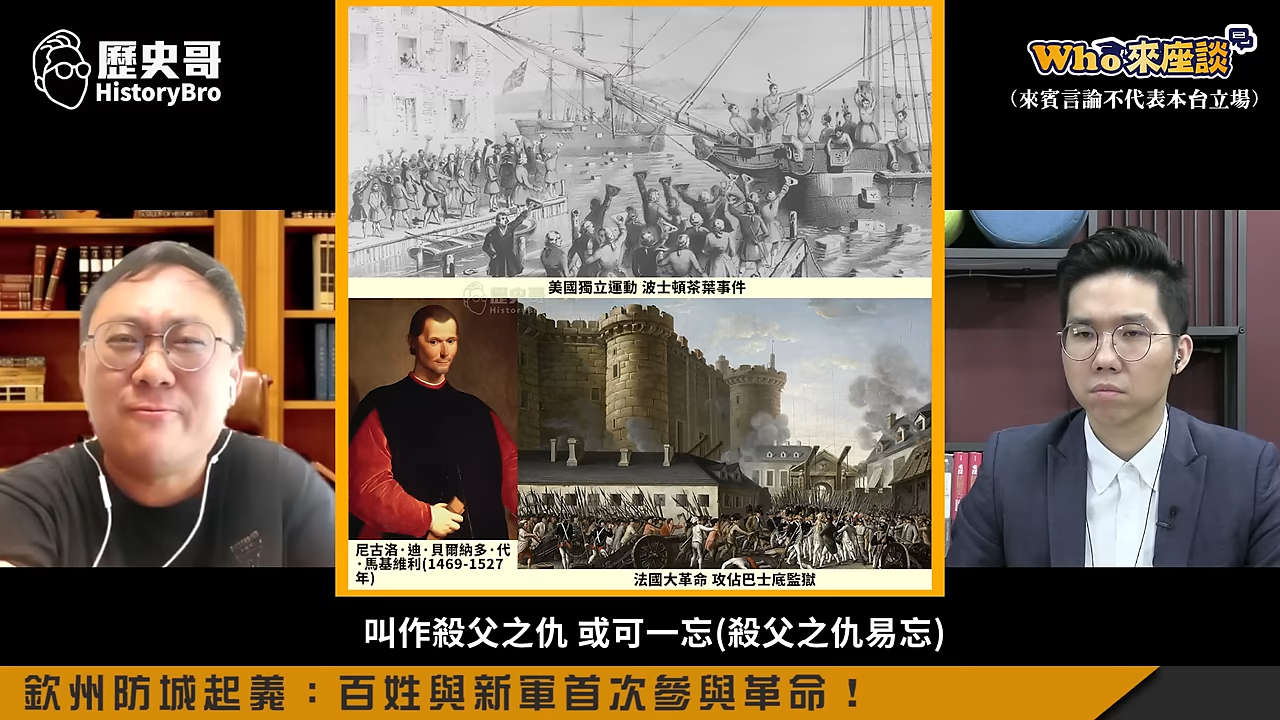 歷史哥
HistoryBro
Who來座談
(來賓言論不代表本台立場)
美國獨立運動 波士頓茶葉事件
歷史哥
HistoryBro
尼古洛·迪·貝爾納多·代
·馬基維利(1469-1527
年)
法國大革命 攻佔巴士底監獄
叫作殺父之仇 或可一忘(殺父之仇易忘)
欽州防城起義：百姓與新軍首次參與革命！